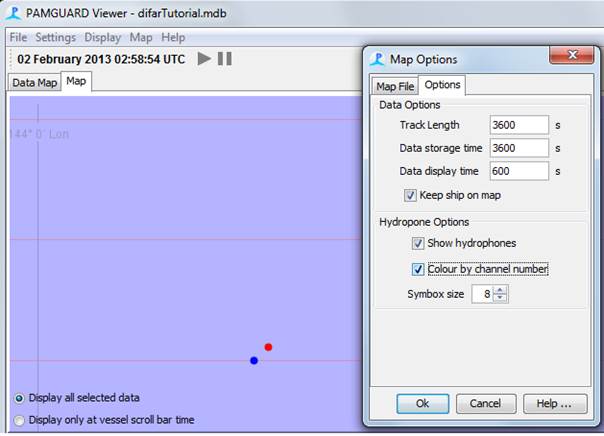 PAMGUARD Viewer - difarTutorial.mdb
File Settings Display Map Help
02 February 2013 02:58:54 UTC
Data Map Map
144° 0' Lon
Display all selected data
Display only at vessel scroll bar time
Map Options
Map File Options
Data Options
Track Length 3600 s
Data storage time 3600 s
Data display time 600 s
Keep ship on map
Hydropone Options
Show hydrophones
Colour by channel number
Symbox size 8
Ok Cancel Help ...